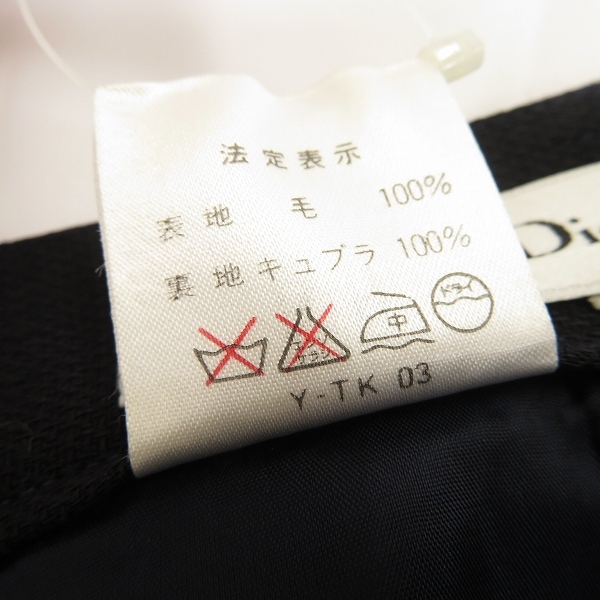 法定表示
表地 毛 100%
裏地キュプラ 100%
中 ドライ
Y-TK 03
Di